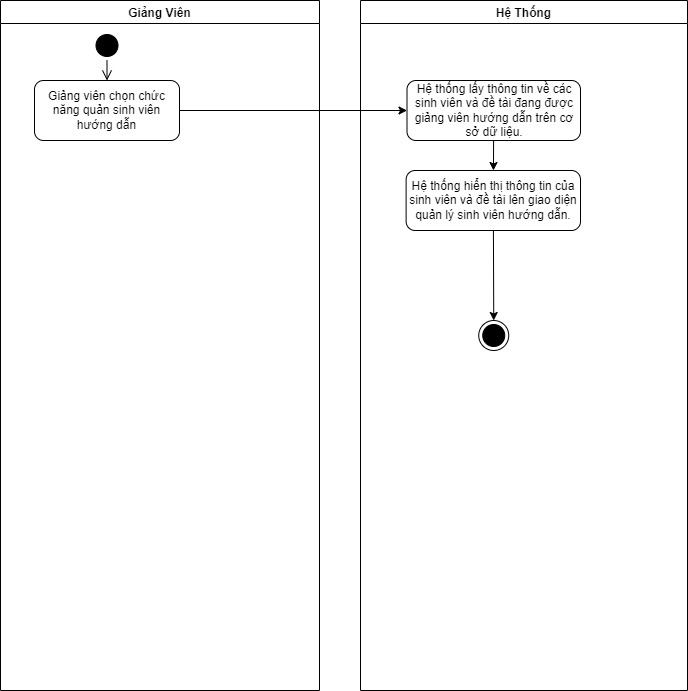 Giảng Viên
Hệ Thống
Giảng viên chọn chức
năng quản sinh viên
hướng dẫn
Hệ thống lấy thông tin về các
sinh viên và đề tài đang được
giảng viên hướng dẫn trên cơ
sở dữ liệu.
Hệ thống hiển thị thông tin của
sinh viên và đề tài lên giao diện
quản lý sinh viên hướng dẫn.